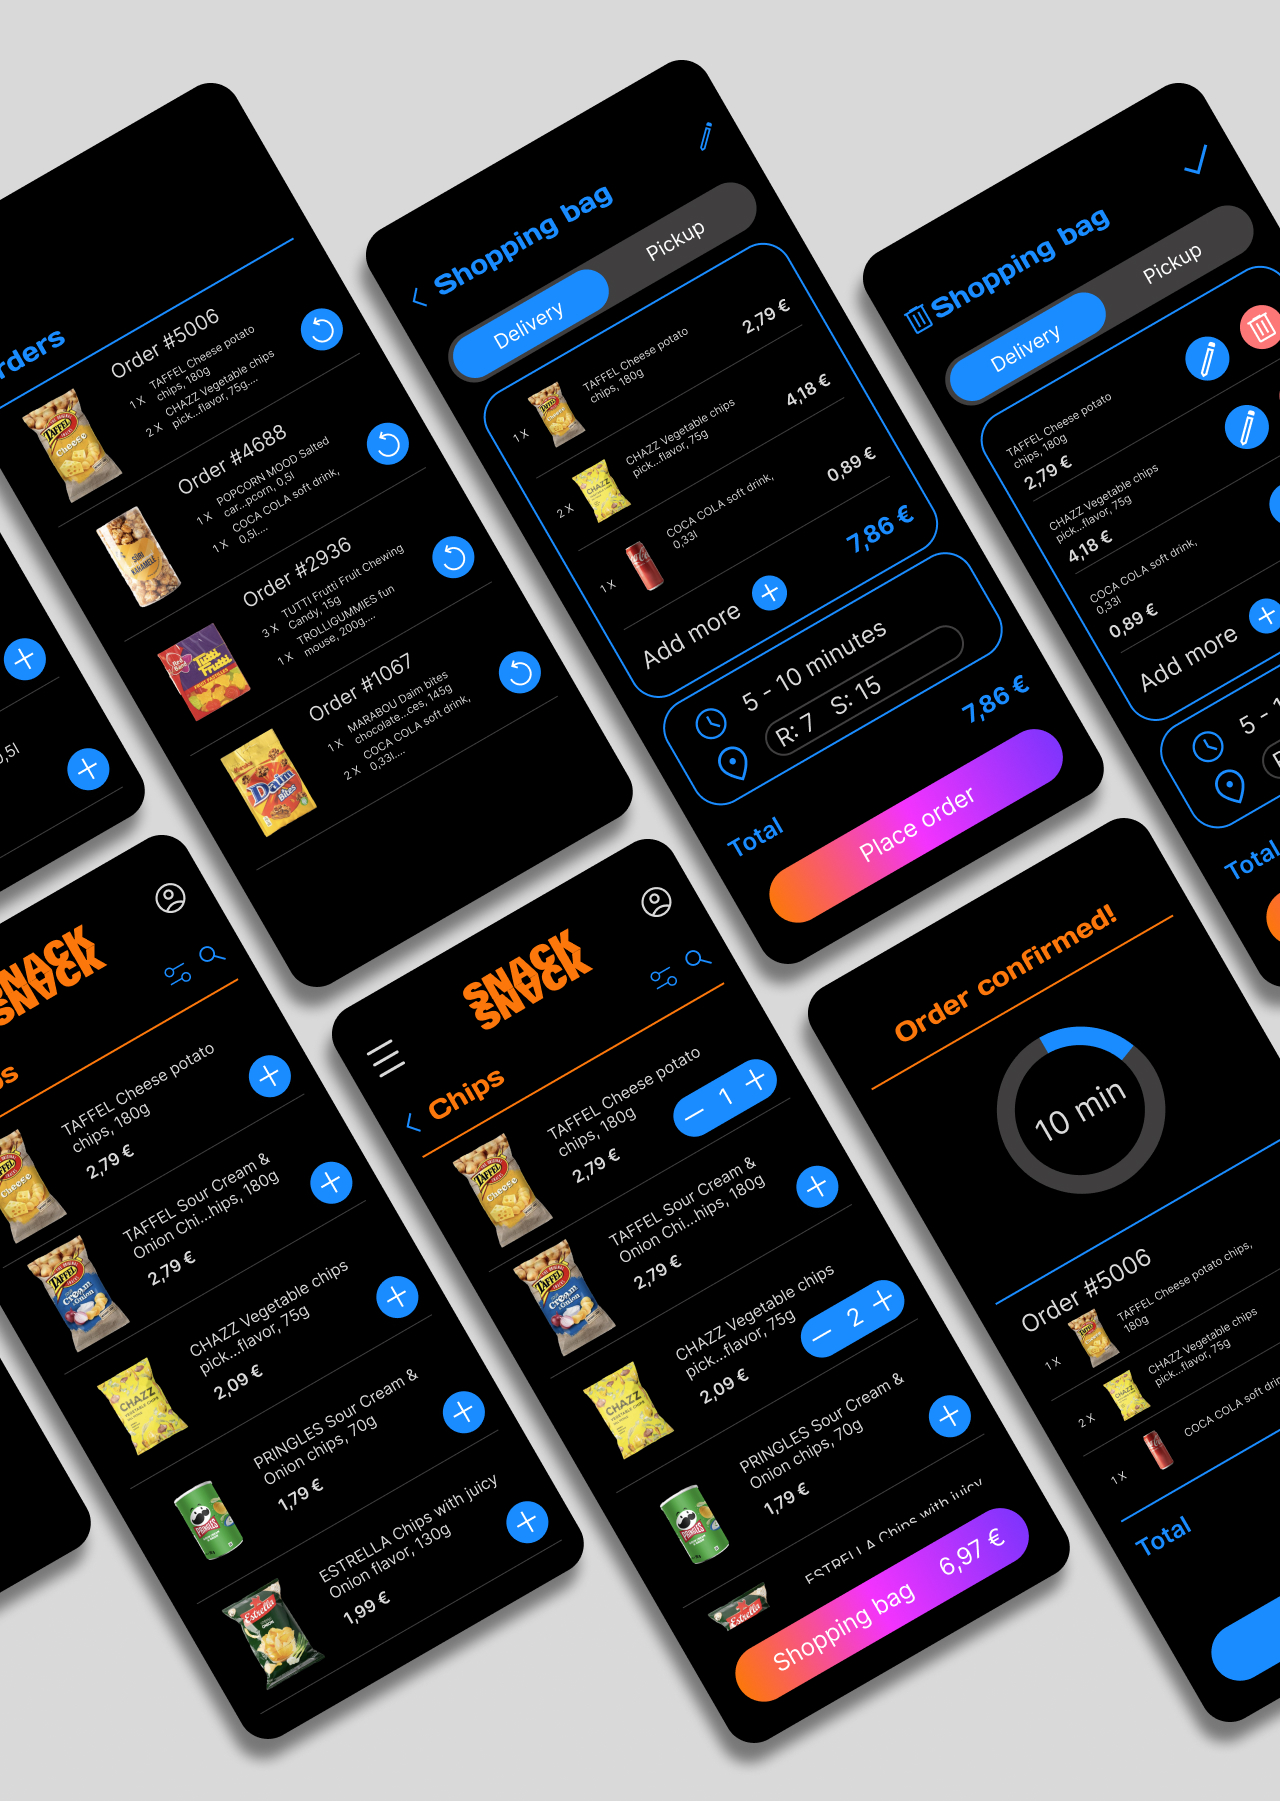 rders
Order #5006
1 X TAFFEL Cheese potato
chips, 180g
2 X CHAZZ Vegetable chips
pick...flavor, 75g....
Order #4688
1 X POPCORN MOOD Salted
car...pcorn, 0,5l
1 X COCA COLA soft drink,
0,5l....
Order #2936
3 X TUTTI Frutti Fruit Chewing
Candy, 15g
1 X TROLLIGUMMIES fun
mouse, 200g....
Order #1067
1 X MARABOU Daim bites
chocolate...ces, 145g
2 X COCA COLA soft drink,
0,33l....
0,5l
Shopping bag
Delivery
Pickup
1 X
TAFFEL Cheese potato
chips, 180g
2,79 €
2 X
CHAZZ Vegetable chips
pick...flavor, 75g
4,18 €
1 X
COCA COLA soft drink,
0,33l
0,89 €
7,86 €
Add more
5 - 10 minutes
R: 7 S: 15
Total
7,86 €
Place order
Shopping bag
Delivery
Pickup
TAFFEL Cheese potato
chips, 180g
2,79 €
CHAZZ Vegetable chips
pick...flavor, 75g
4,18 €
COCA COLA soft drink,
0,33l
0,89 €
Add more
5 - 1
Total
SNACK
SNACK
ps
TAFFEL Cheese potato
chips, 180g
2,79 €
TAFFEL Sour Cream &
Onion Chi...hips, 180g
2,79 €
CHAZZ Vegetable chips
pick...flavor, 75g
2,09 €
PRINGLES Sour Cream &
Onion chips, 70g
1,79 €
ESTRELLA Chips with juicy
Onion flavor, 130g
1,99 €
SNACK
SNACK
Chips
TAFFEL Cheese potato
chips, 180g
2,79 €
1
TAFFEL Sour Cream &
Onion Chi...hips, 180g
2,79 €
CHAZZ Vegetable chips
pick...flavor, 75g
2,09 €
2
PRINGLES Sour Cream &
Onion chips, 70g
1,79 €
ESTRELLA Chips with juicy
Shopping bag 6,97 €
Order confirmed!
10 min
Order #5006
1 X
TAFFEL Cheese potato chips,
180g
2 X
CHAZZ Vegetable chips
pick...flavor, 75g
1 X
COCA COLA soft drin
Total